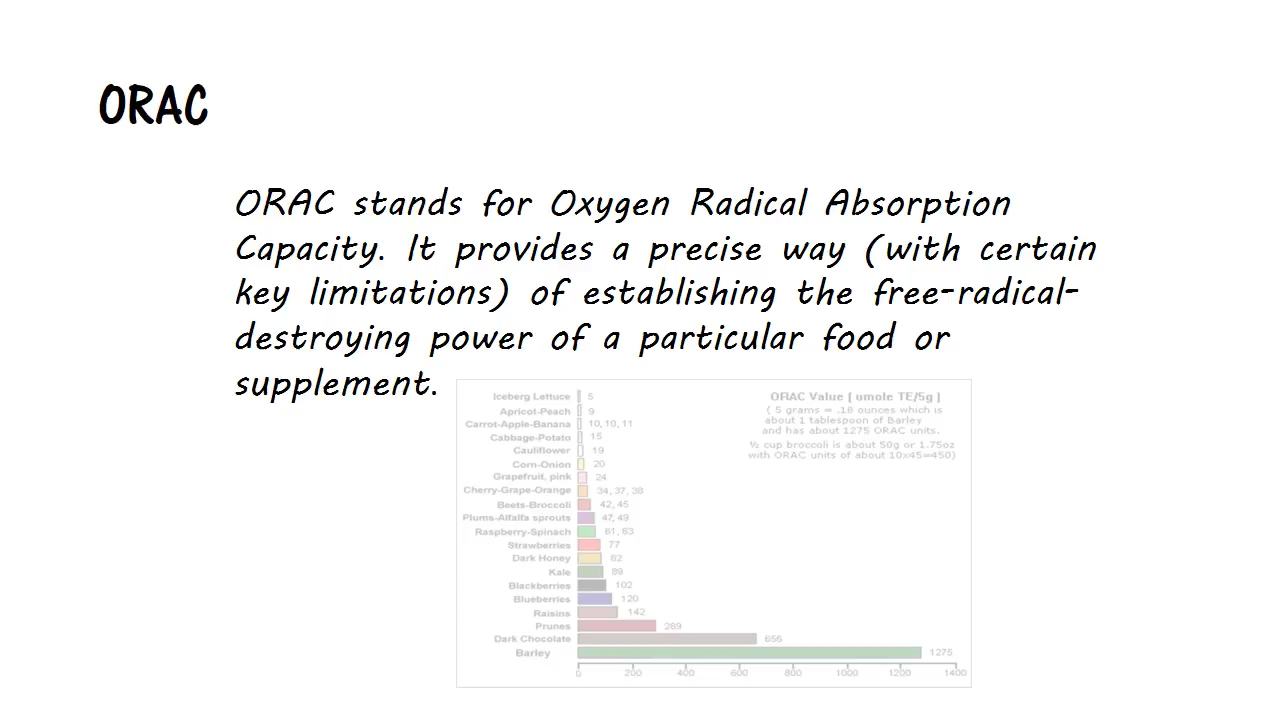 ORAC
ORAC stands for Oxygen Radical Absorption
Capacity. It provides a precise way (with certain
key limitations) of establishing the free-radical-
destroying power of a particular food or
supplement.
ORAC Value [ umole TE/5g ]
( 5 grams = .18 ounces which is
about 1 tablespoon of Barley
and has about 1275 ORAC units.
½ cup broccoli is about 50g or 1.75oz
with ORAC units of about 10x45=450)
Iceberg Lettuce 5
Apricot-Peach 9
Carrot-Apple-Banana 10, 10, 11
Cabbage-Potato 15
Cauliflower 19
Corn-Onion 20
Grapefruit, pink 24
Cherry-Grape-Orange 34, 37, 38
Beets-Broccoli 42, 45
Plums-Alfalfa sprouts 47, 49
Raspberry-Spinach 61, 63
Strawberries 77
Dark Honey 82
Kale 89
Blackberries 102
Blueberries 120
Raisins 142
Prunes 289
Dark Chocolate 656
Barley 1275
0 200 400 600 800 1000 1200 1400